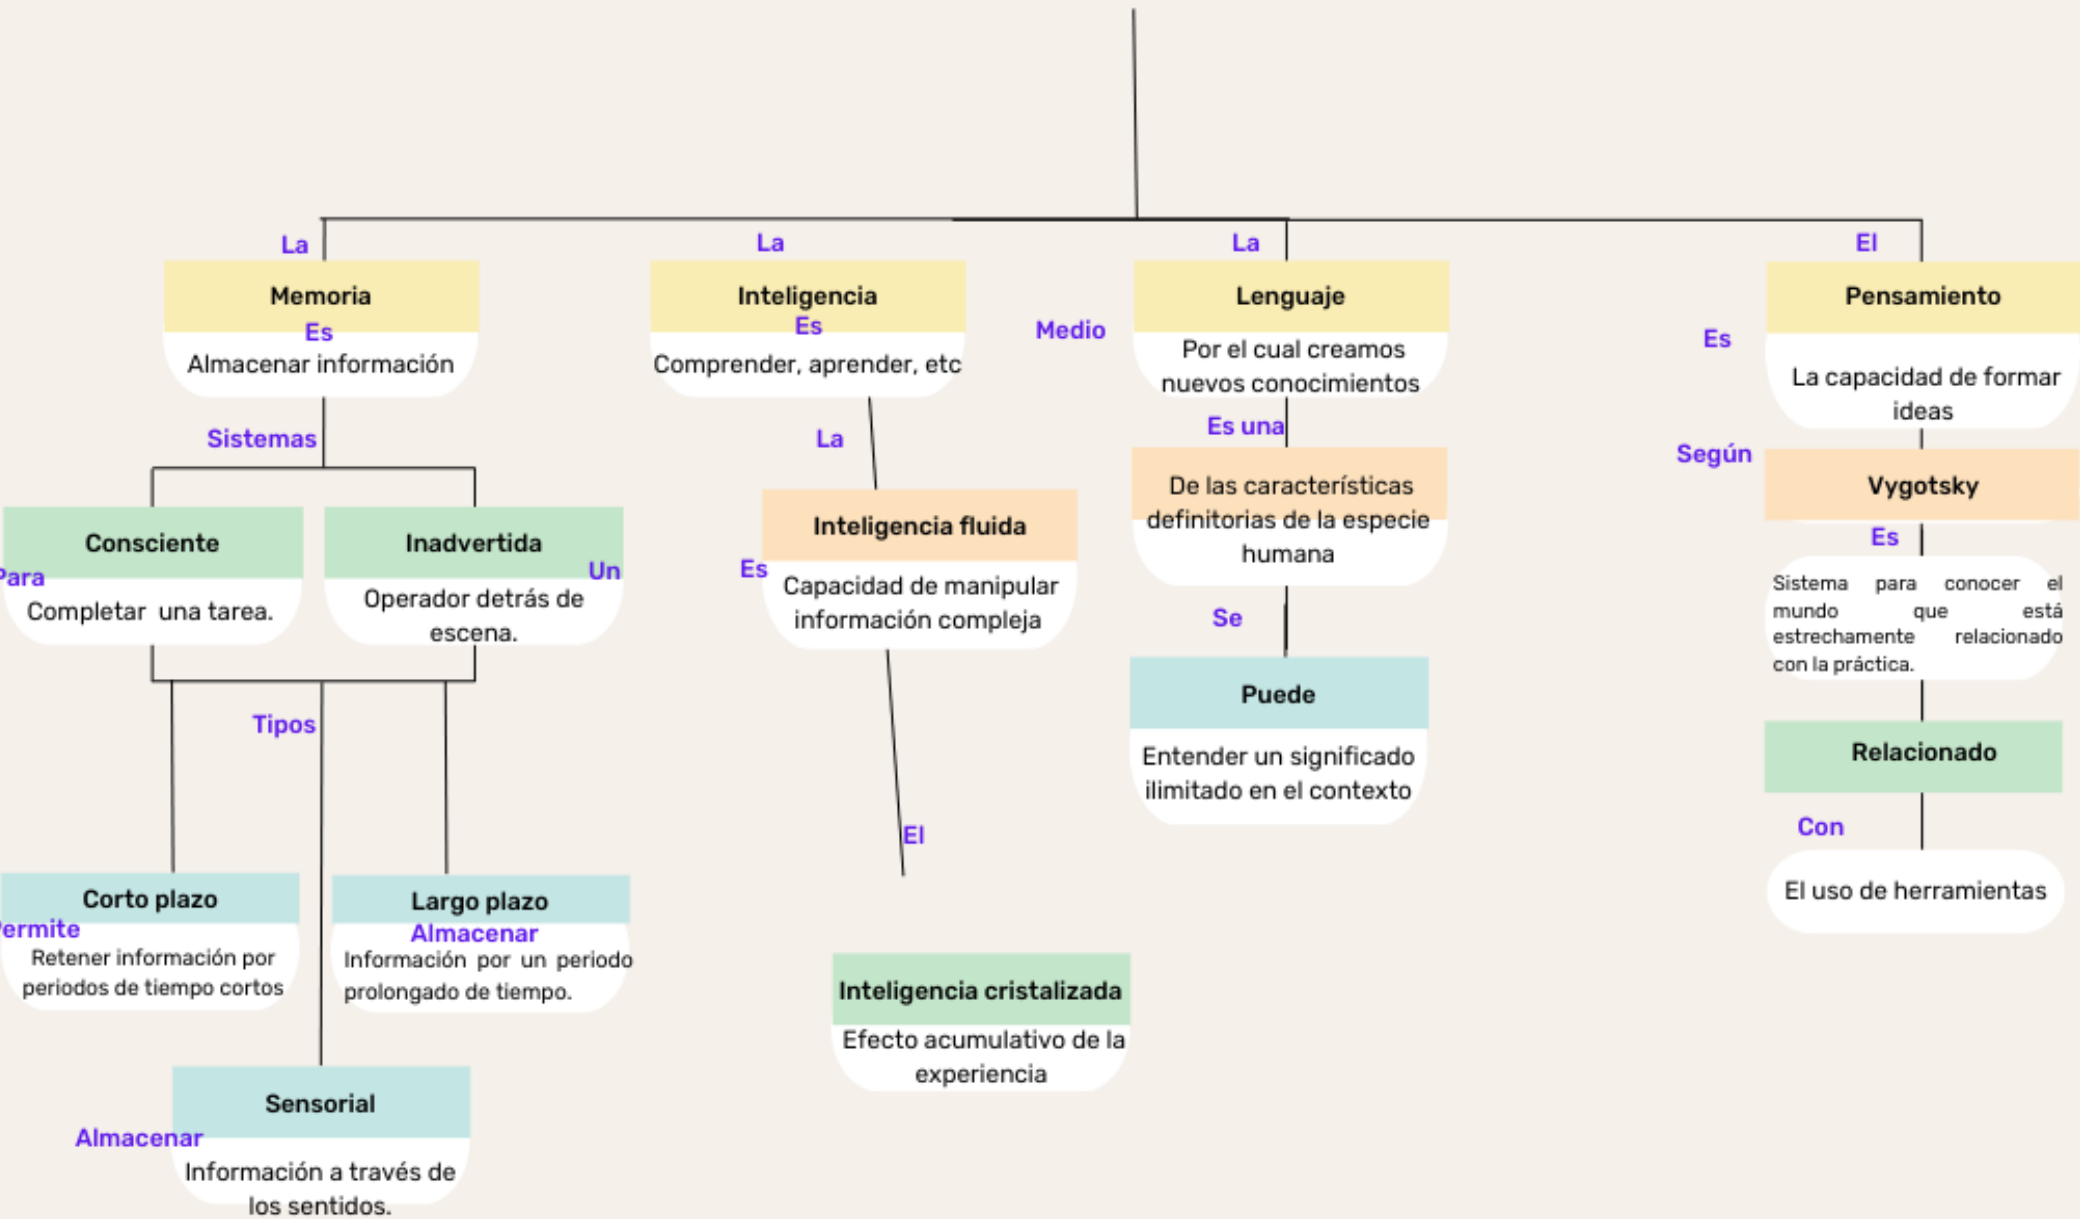 La
Memoria
Es
Almacenar información
Sistemas
Consciente
Para
Completar una tarea.
Inadvertida
Un
Operador detrás de
escena.
Tipos
Corto plazo
Permite
Retener información por
periodos de tiempo cortos
Largo plazo
Almacenar
Información por un periodo
prolongado de tiempo.
Sensorial
Almacenar
Información a través de
los sentidos.
La
Inteligencia
Es
Comprender, aprender, etc
La
Inteligencia fluida
Es
Capacidad de manipular
información compleja
El
Inteligencia cristalizada
Efecto acumulativo de la
experiencia
La
Lenguaje
Medio
Por el cual creamos
nuevos conocimientos
Es una
De las características
definitorias de la especie
humana
Se
Puede
Entender un significado
ilimitado en el contexto
El
Pensamiento
Es
La capacidad de formar
ideas
Según
Vygotsky
Es
Sistema para conocer el
mundo que está
estrechamente relacionado
con la práctica.
Relacionado
Con
El uso de herramientas